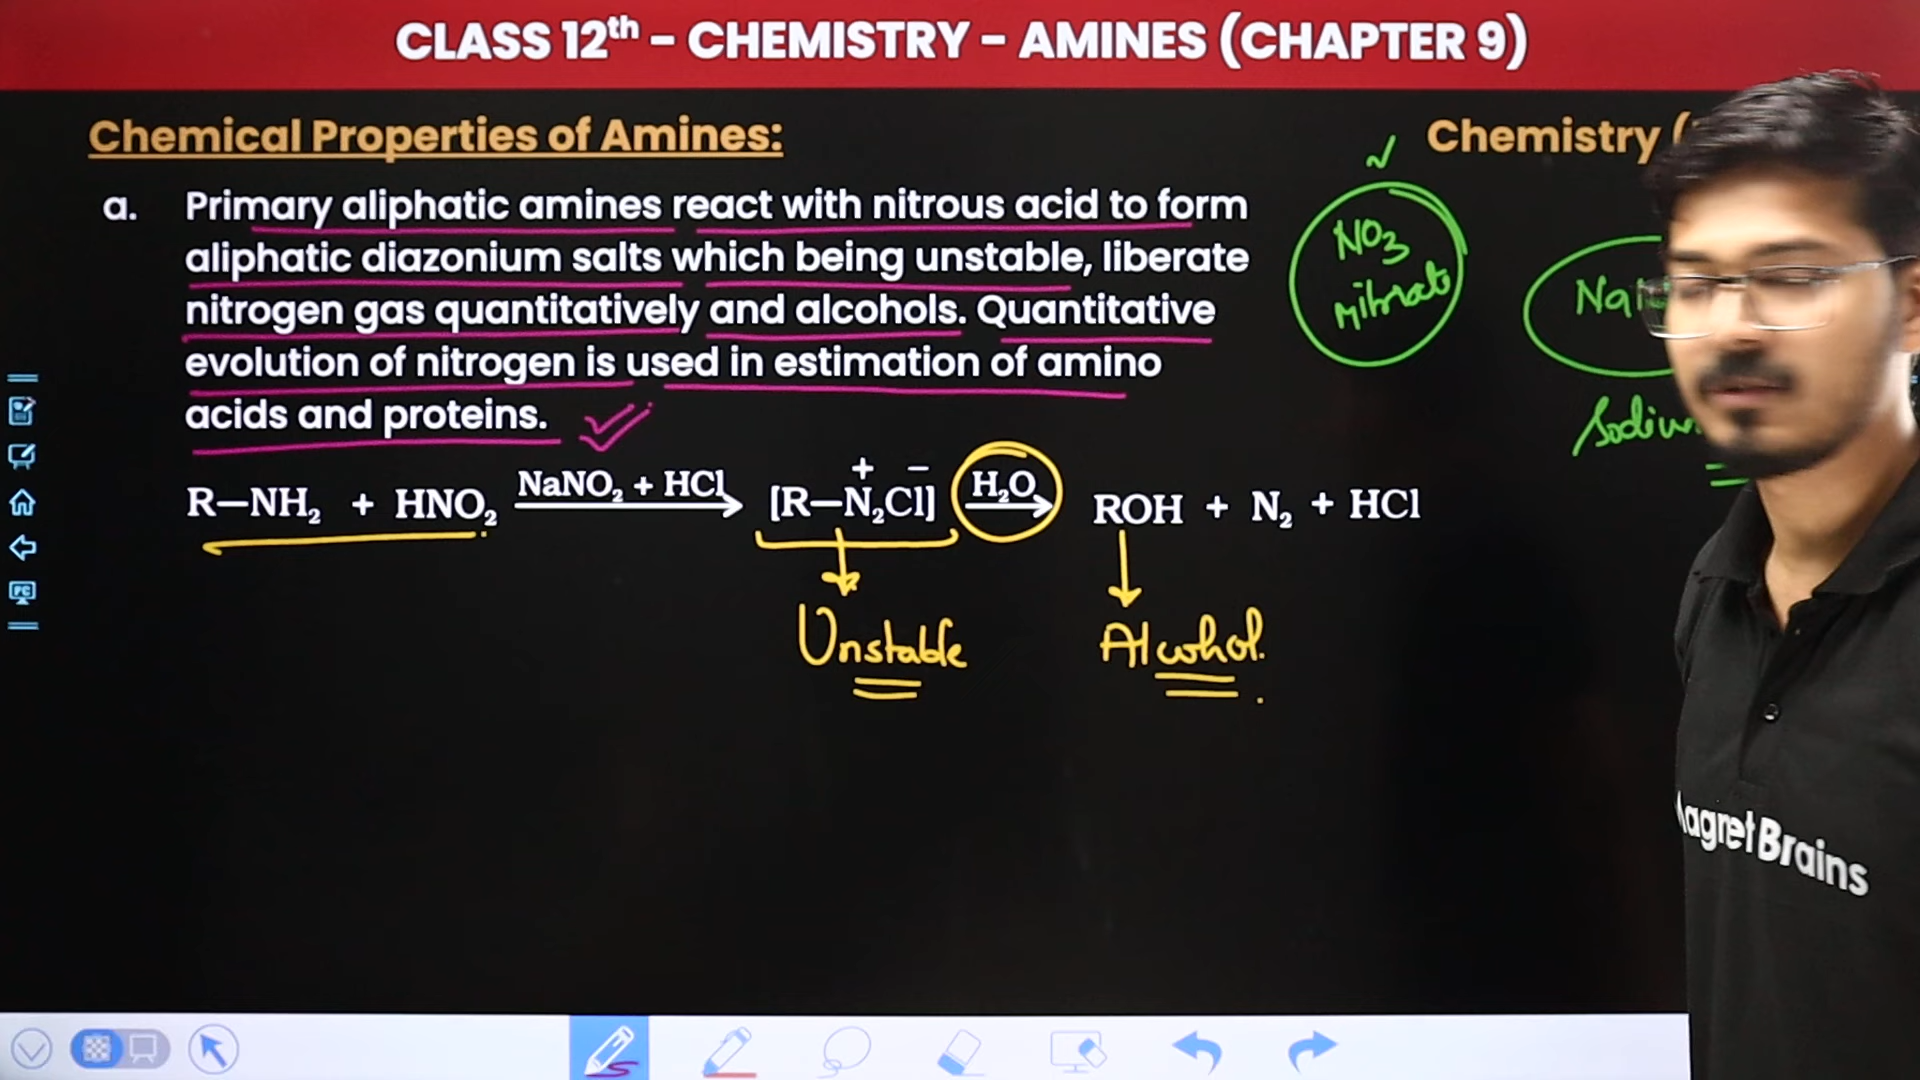 CLASS 12th - CHEMISTRY - AMINES (CHAPTER 9)
Chemical Properties of Amines:
Chemistry (
a. Primary aliphatic amines react with nitrous acid to form
aliphatic diazonium salts which being unstable, liberate
nitrogen gas quantitatively and alcohols. Quantitative
evolution of nitrogen is used in estimation of amino
acids and proteins.
NO3
nitrate
R—NH₂ + HNO₂ NaNO₂ + HCl [R—N₂⁺Cl⁻] H₂O ROH + N₂ + HCl
Unstable
Alcohol.
Magnet Brains